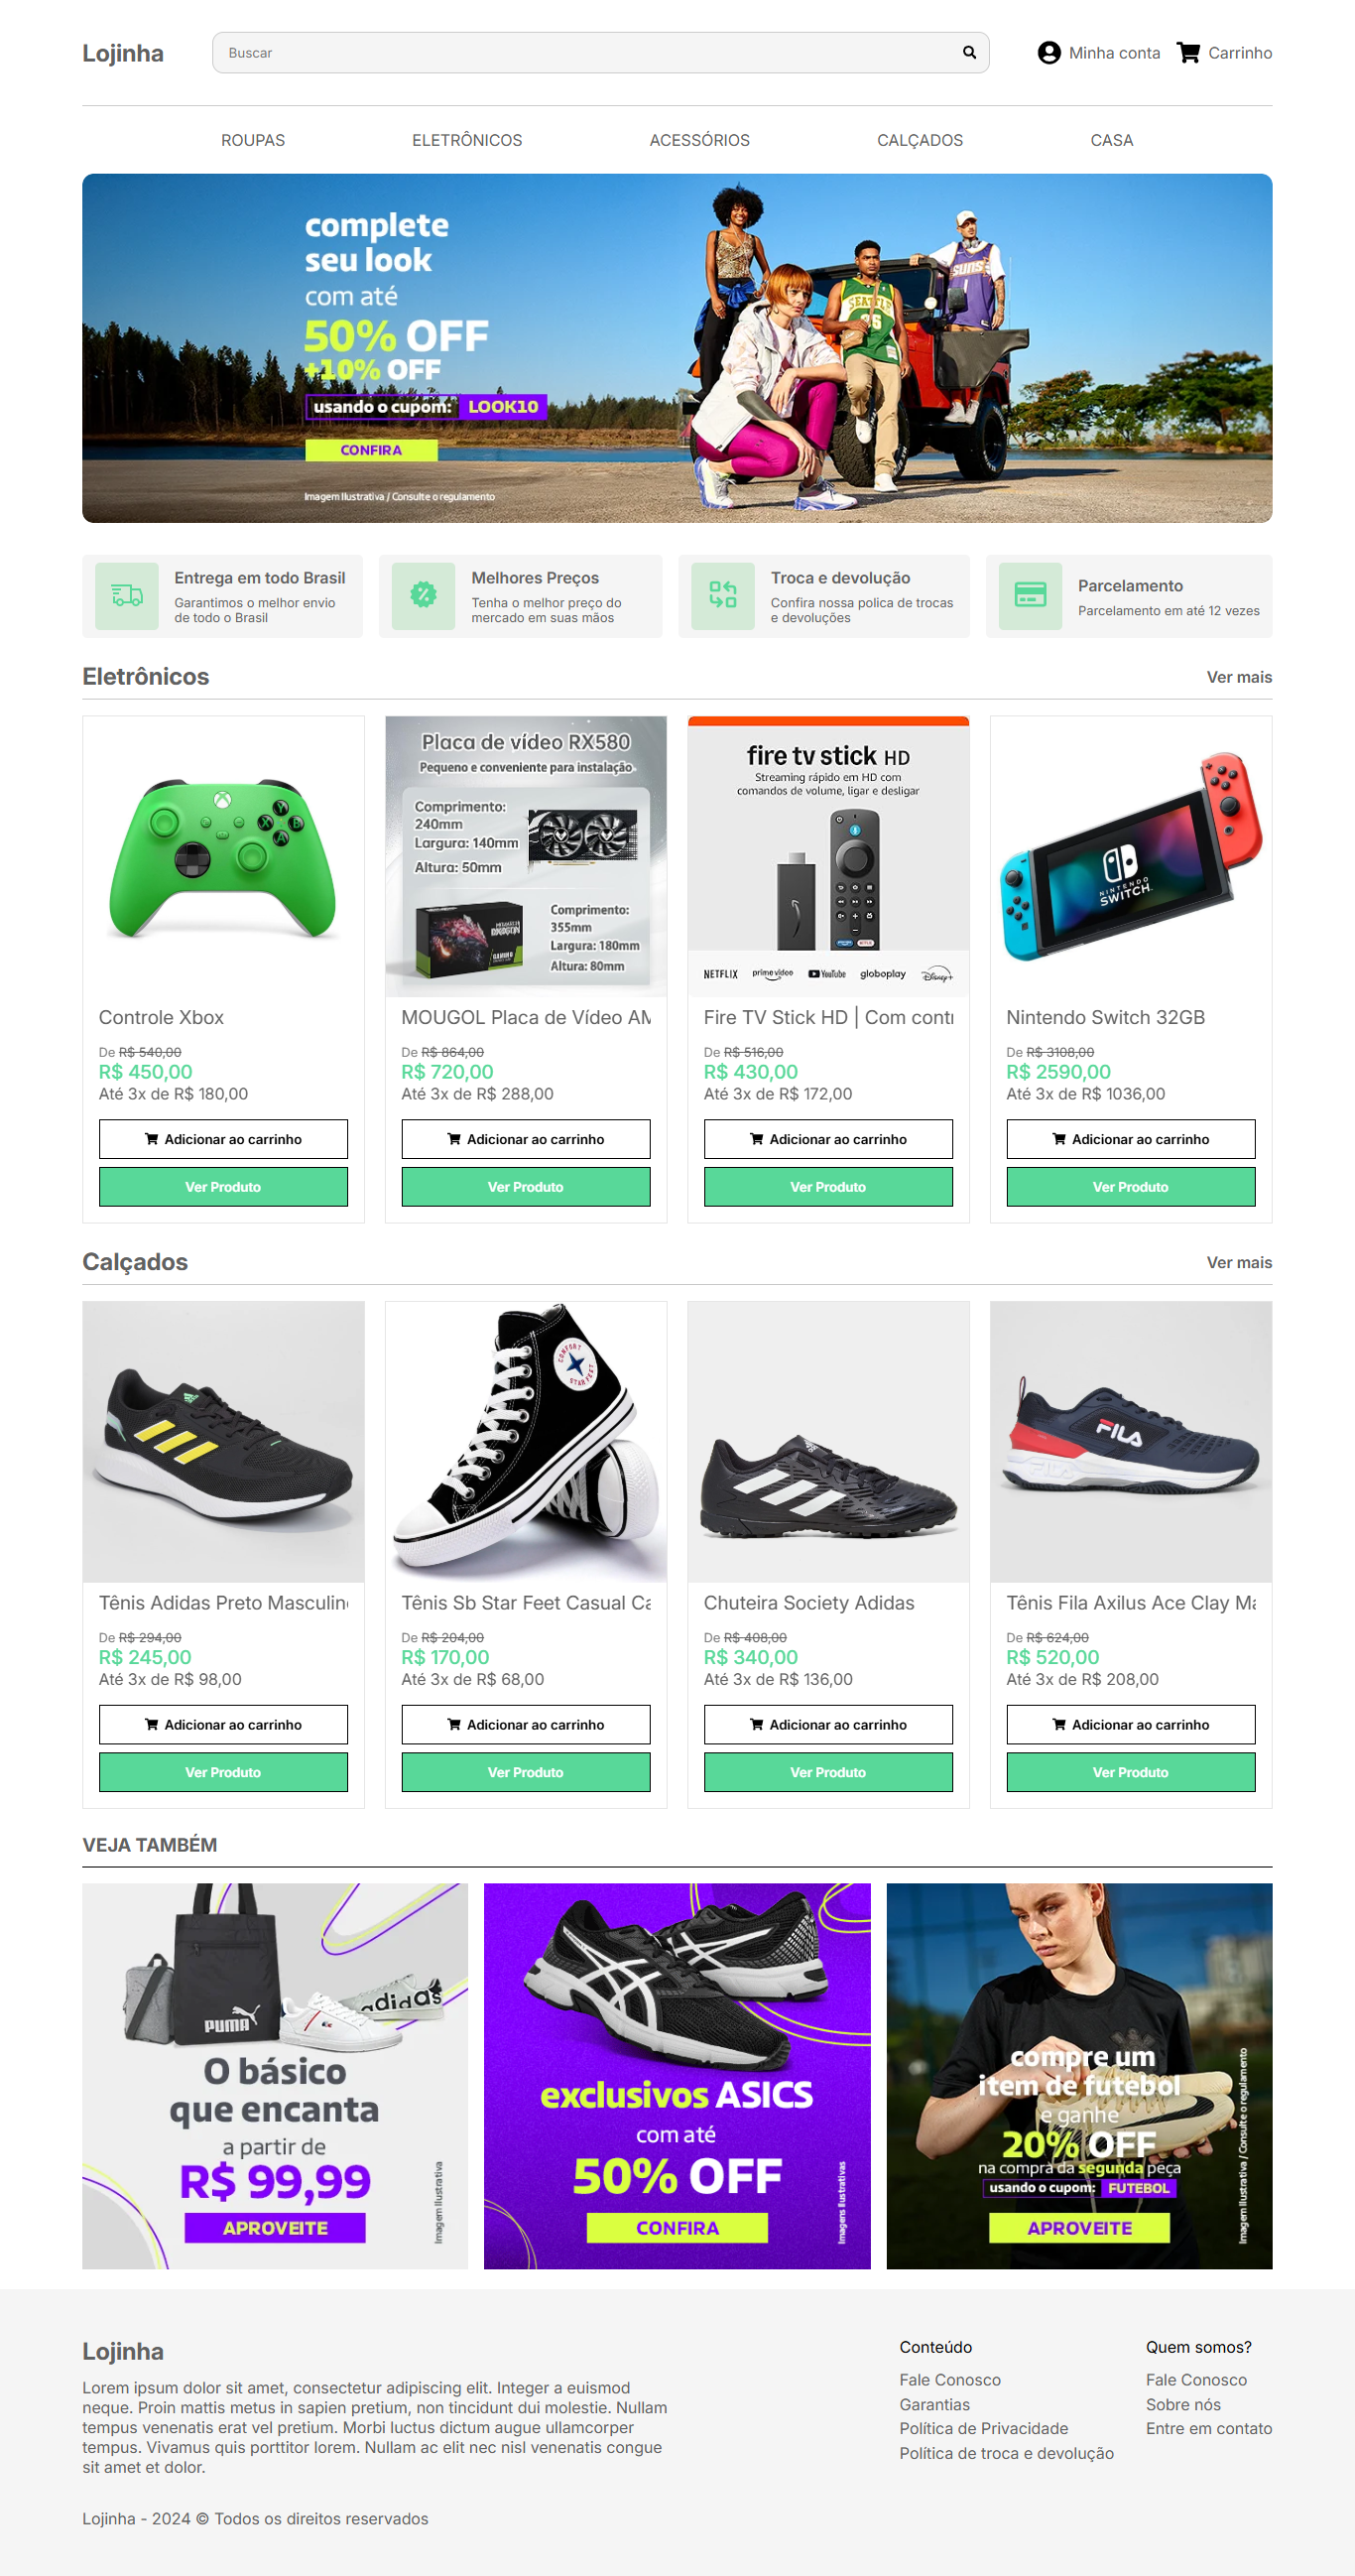 Lojinha
Buscar
Minha conta
Carrinho
ROUPAS
ELETRÔNICOS
ACESSÓRIOS
CALÇADOS
CASA
complete
seu look
com até
50% OFF
+10% OFF
usando o cupom: LOOK10
CONFIRA
Imagem Ilustrativa / Consulte o regulamento
SUNS
SEATTLE
Entrega em todo Brasil
Garantimos o melhor envio
de todo o Brasil
Melhores Preços
Tenha o melhor preço do
mercado em suas mãos
Troca e devolução
Confira nossa polica de trocas
e devoluções
Parcelamento
Parcelamento em até 12 vezes
Eletrônicos
Ver mais
Y
X B
A
Controle Xbox
De R$ 540,00
R$ 450,00
Até 3x de R$ 180,00
Adicionar ao carrinho
Ver Produto
Placa de vídeo RX580
Pequeno e conveniente para instalação
Comprimento:
240mm
Largura: 140mm
Altura: 50mm
Comprimento:
355mm
Largura: 180mm
Altura: 80mm
MOUGOL Placa de Vídeo AM
De R$ 864,00
R$ 720,00
Até 3x de R$ 288,00
Adicionar ao carrinho
Ver Produto
fire tv stick HD
Streaming rápido em HD com
comandos de volume, ligar e desligar
NETFLIX prime video YouTube globoplay Disney+
Fire TV Stick HD | Com contr
De R$ 516,00
R$ 430,00
Até 3x de R$ 172,00
Adicionar ao carrinho
Ver Produto
NINTENDO
SWITCH
Nintendo Switch 32GB
De R$ 3108,00
R$ 2590,00
Até 3x de R$ 1036,00
Adicionar ao carrinho
Ver Produto
Calçados
Ver mais
Tênis Adidas Preto Masculino
De R$ 294,00
R$ 245,00
Até 3x de R$ 98,00
Adicionar ao carrinho
Ver Produto
COMFORT
STAR FEET
Tênis Sb Star Feet Casual Ca
De R$ 204,00
R$ 170,00
Até 3x de R$ 68,00
Adicionar ao carrinho
Ver Produto
Chuteira Society Adidas
De R$ 408,00
R$ 340,00
Até 3x de R$ 136,00
Adicionar ao carrinho
Ver Produto
FILA
FILA
Tênis Fila Axilus Ace Clay Ma
De R$ 624,00
R$ 520,00
Até 3x de R$ 208,00
Adicionar ao carrinho
Ver Produto
VEJA TAMBÉM
PUMA
adidas
O básico
que encanta
a partir de
R$ 99,99
APROVEITE
Imagem Ilustrativa
exclusivos ASICS
com até
50% OFF
CONFIRA
Imagens Ilustrativas
compre um
item de futebol
e ganhe
20% OFF
na compra da segunda peça
usando o cupom: FUTEBOL
APROVEITE
Imagem Ilustrativa / Consulte o regulamento
Lojinha
Lorem ipsum dolor sit amet, consectetur adipiscing elit. Integer a euismod
neque. Proin mattis metus in sapien pretium, non tincidunt dui molestie. Nullam
tempus venenatis erat vel pretium. Morbi luctus dictum augue ullamcorper
tempus. Vivamus quis porttitor lorem. Nullam ac elit nec nisl venenatis congue
sit amet et dolor.
Conteúdo
Fale Conosco
Garantias
Política de Privacidade
Política de troca e devolução
Quem somos?
Fale Conosco
Sobre nós
Entre em contato
Lojinha - 2024 © Todos os direitos reservados